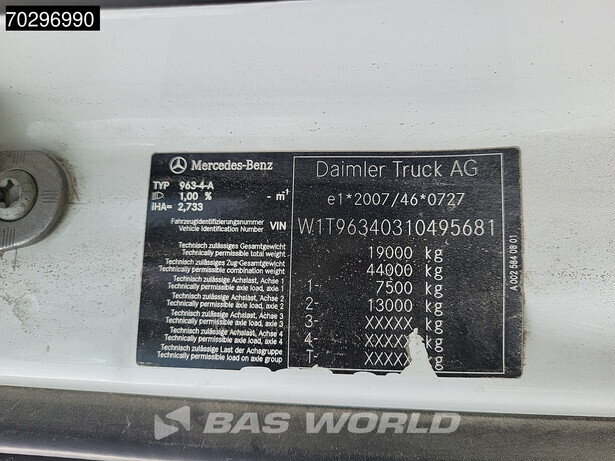 70296990
Mercedes-Benz
Daimler Truck AG
TYP 963-4-A
1,00 % - m⁻¹
iHA= 2,733
e1*2007/46*0727
Fahrzeugidentifizierungsnummer
Vehicle Identification Number VIN W1T96340310495681
Technisch zulässiges Gesamtgewicht
Technically permissible total weight 19000 kg
Technisch zulässiges Zug-Gesamtgewicht
Technically permissible combination weight 44000 kg
Technisch zulässige Achslast, Achse 1
Technically permissible axle load, axle 1 1- 7500 kg
Technisch zulässige Achslast, Achse 2
Technically permissible axle load, axle 2 2- 13000 kg
Technisch zulässige Achslast, Achse 3
Technically permissible axle load, axle 3 3- XXXXX kg
Technisch zulässige Achslast, Achse 4
Technically permissible axle load, axle 4 4- XXXXX kg
Technisch zulässige Last der Achsgruppe
Technically permissible load on axle group T- XXXXX kg
A 002 584 08 01
BAS WORLD